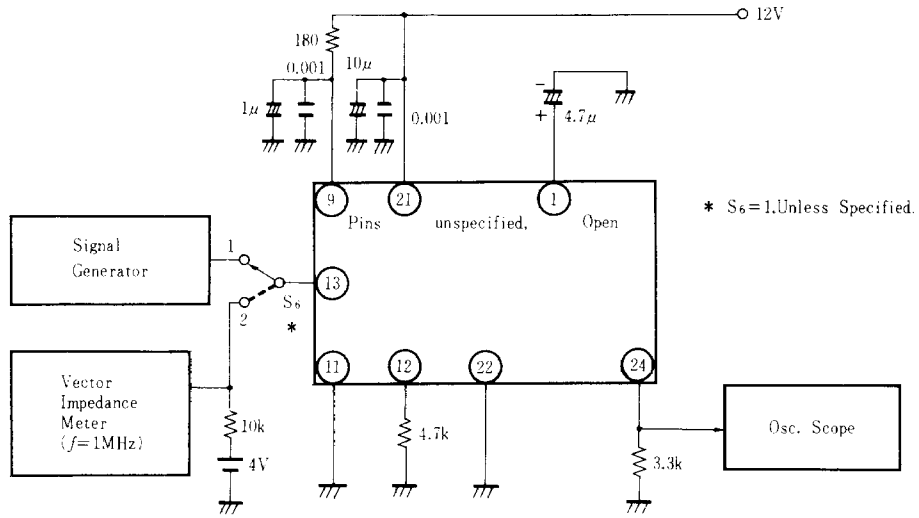 12V
180
0.001
10μ
1μ
0.001
−
+
4.7μ
9
21
1
Pins unspecified, Open
* S₆=1,Unless Specified.
Signal
Generator
1
2
S₆
*
13
11
12
22
24
Vector
Impedance
Meter
(f=1MHz)
10k
4V
4.7k
3.3k
Osc. Scope